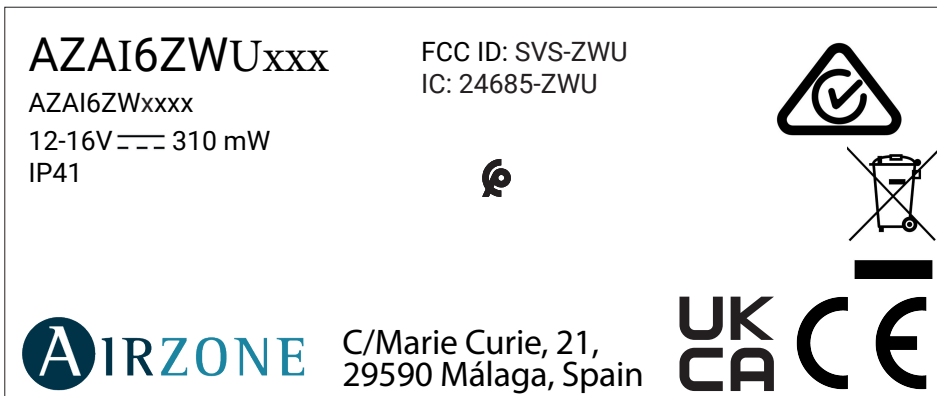 AZAI6ZWUxxx
AZAI6ZWxxxx
12-16V⎓ 310 mW
IP41
FCC ID: SVS-ZWU
IC: 24685-ZWU
AIRZONE
C/Marie Curie, 21,
29590 Málaga, Spain
UK
CA
CE